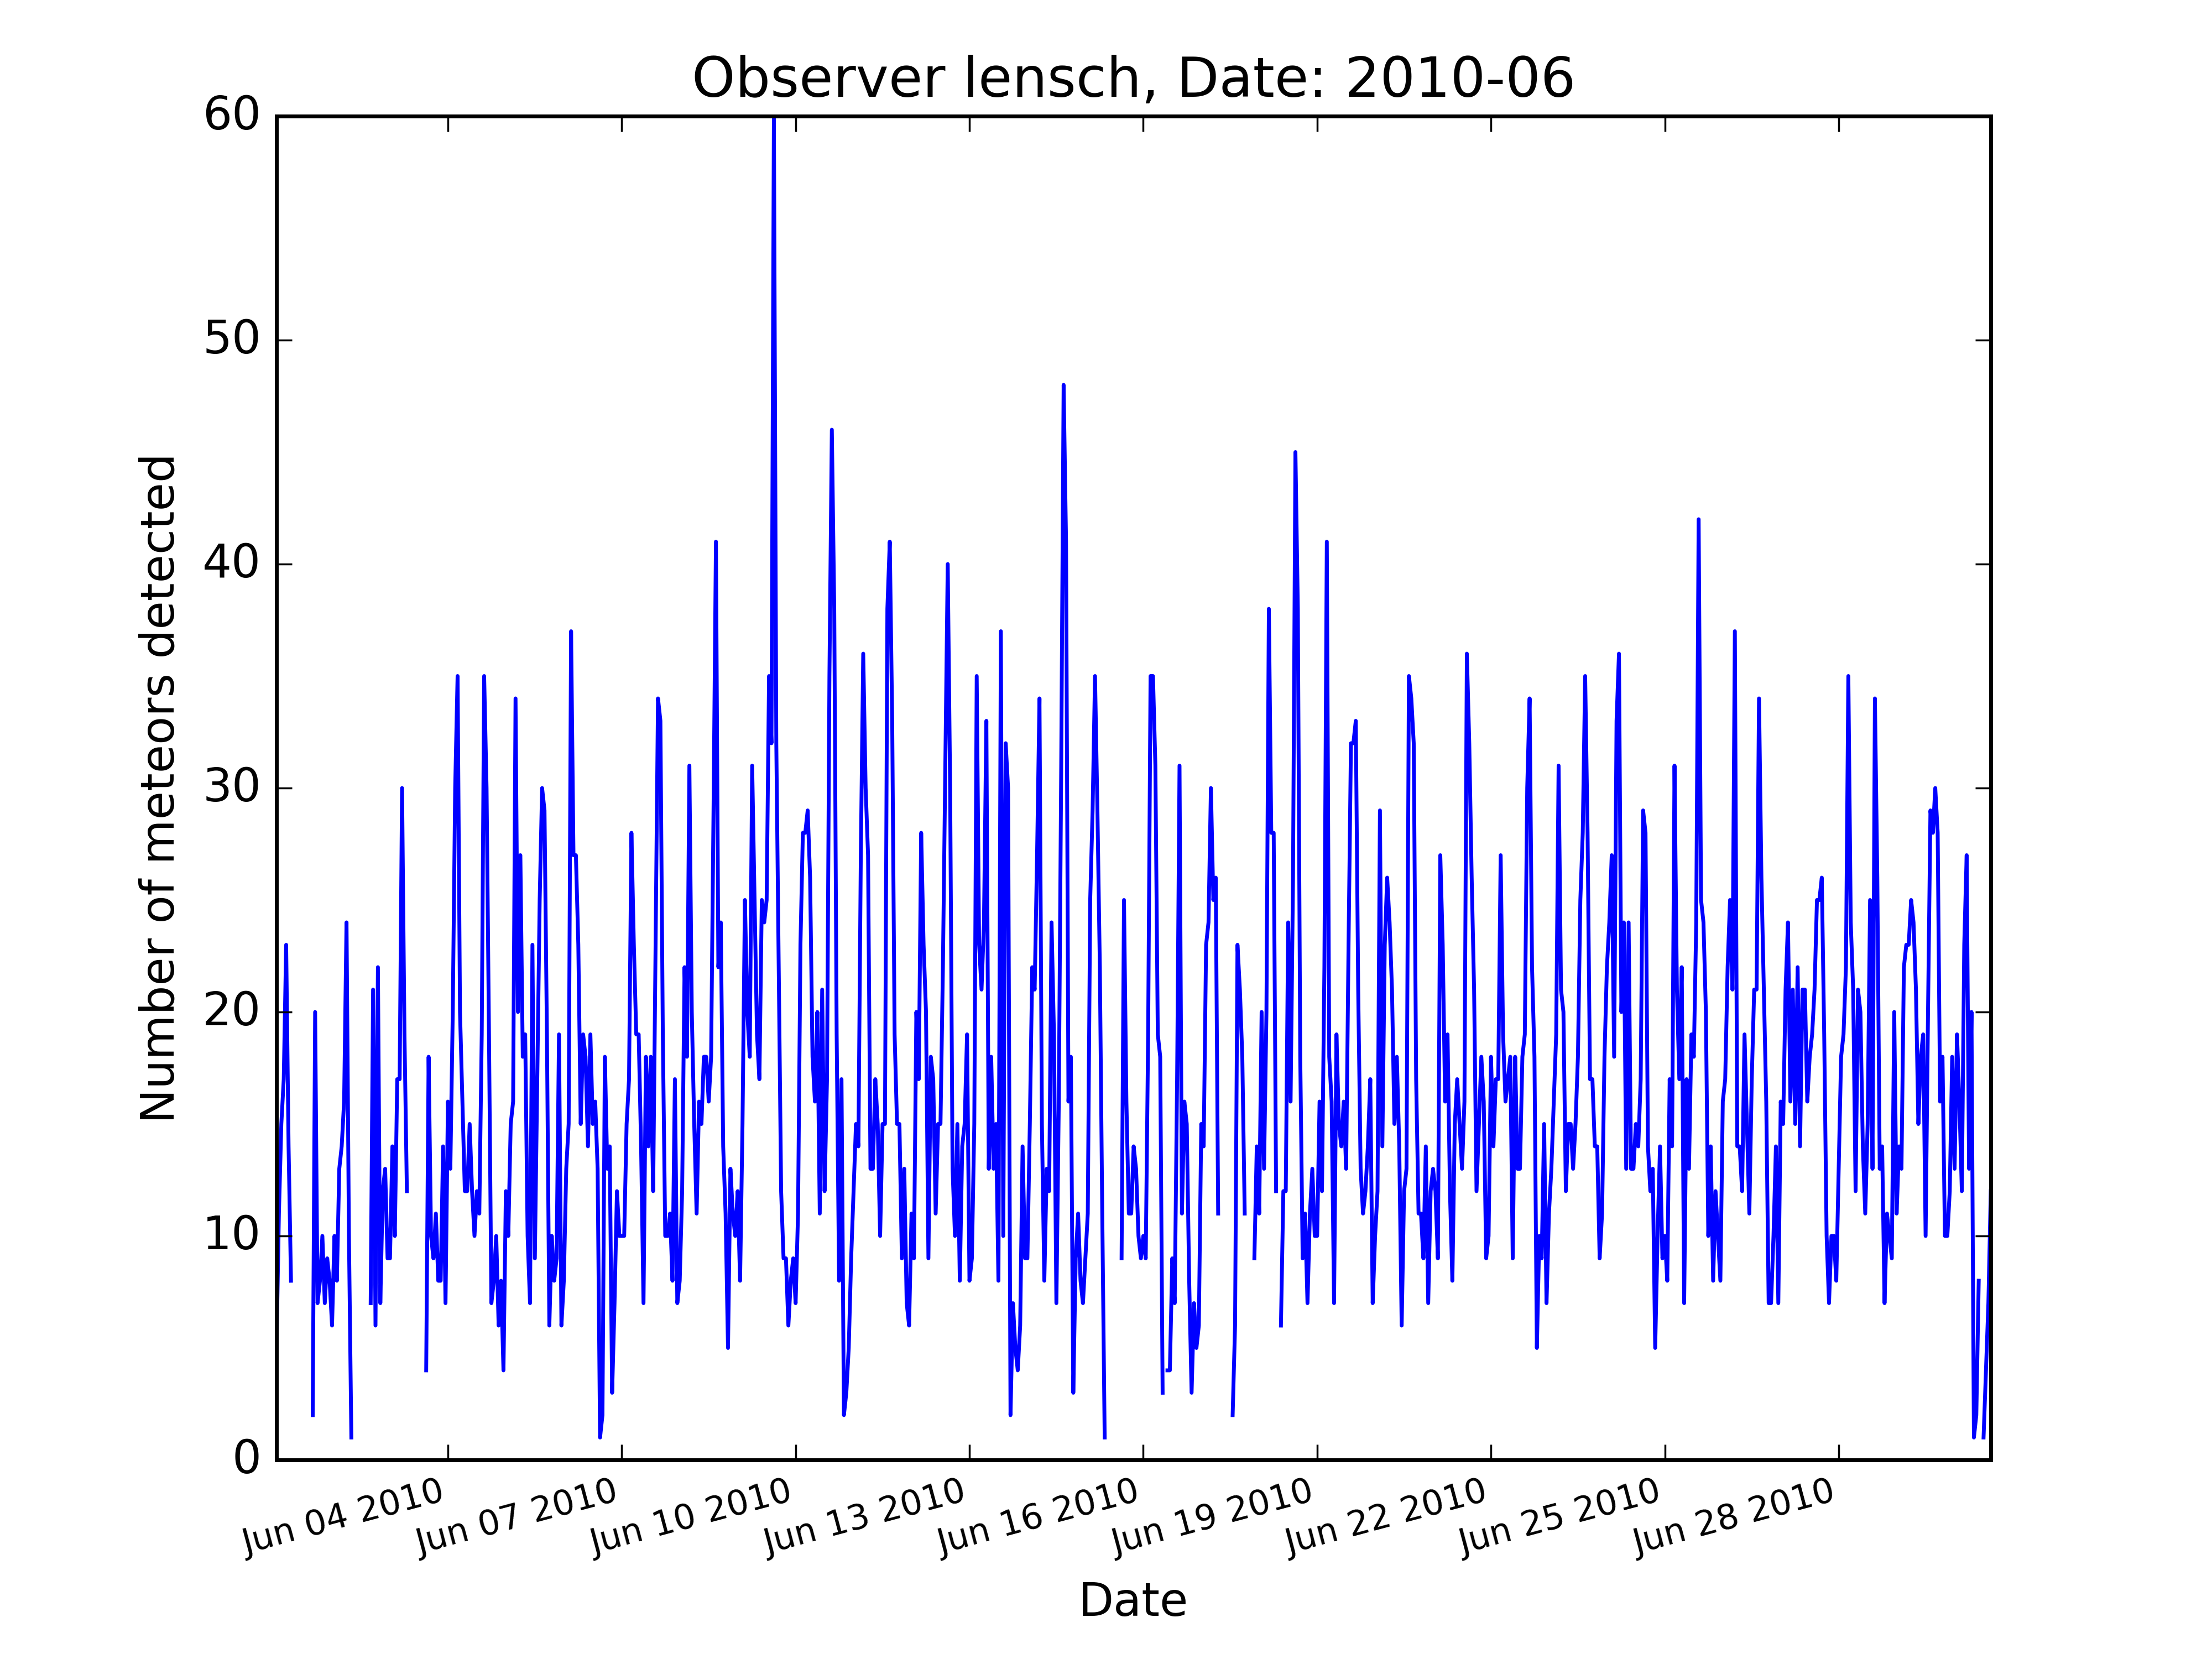 Observer lensch, Date: 2010-06
Number of meteors detected
60
50
40
30
20
10
0
Jun 04 2010
Jun 07 2010
Jun 10 2010
Jun 13 2010
Jun 16 2010
Jun 19 2010
Jun 22 2010
Jun 25 2010
Jun 28 2010
Date